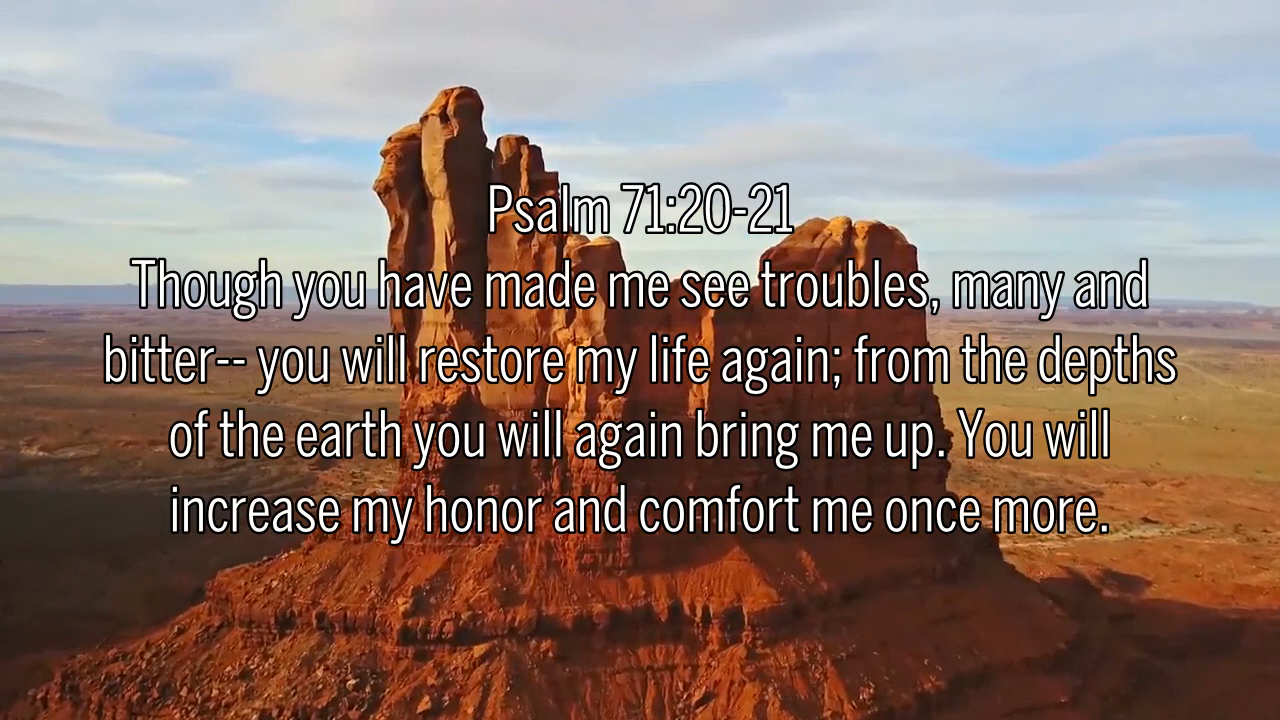 Psalm 71:20-21
Though you have made me see troubles, many and
bitter-- you will restore my life again; from the depths
of the earth you will again bring me up. You will
increase my honor and comfort me once more.